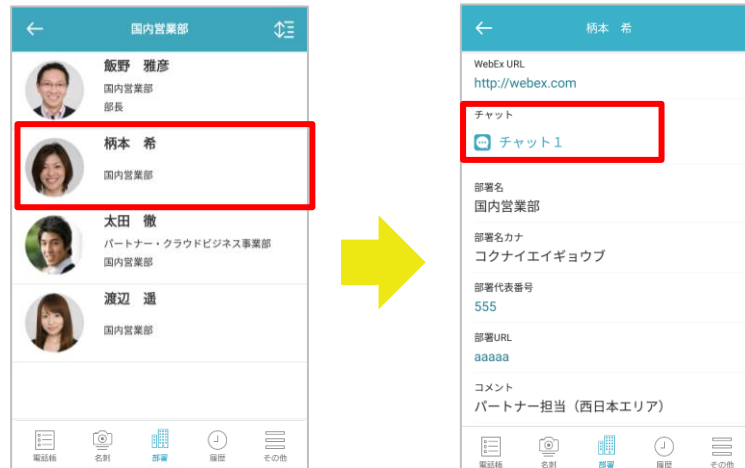 国内営業部
飯野　雅彦
国内営業部
部長
柄本　希
国内営業部
太田　徹
パートナー・クラウドビジネス事業部
国内営業部
渡辺　遥
国内営業部
電話帳
名刺
部署
履歴
その他
柄本　希
WebEx URL
http://webex.com
チャット
チャット１
部署名
国内営業部
部署名カナ
コクナイエイギョウブ
部署代表番号
555
部署URL
aaaaa
コメント
パートナー担当（西日本エリア）
電話帳
名刺
部署
履歴
その他